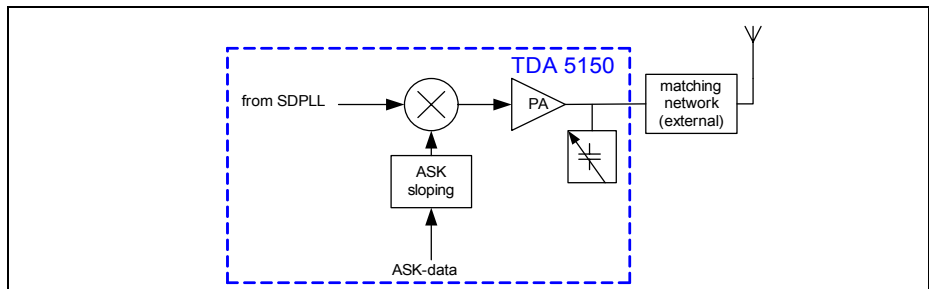 TDA 5150
from SDPLL
PA
matching
network
(external)
ASK
sloping
ASK-data